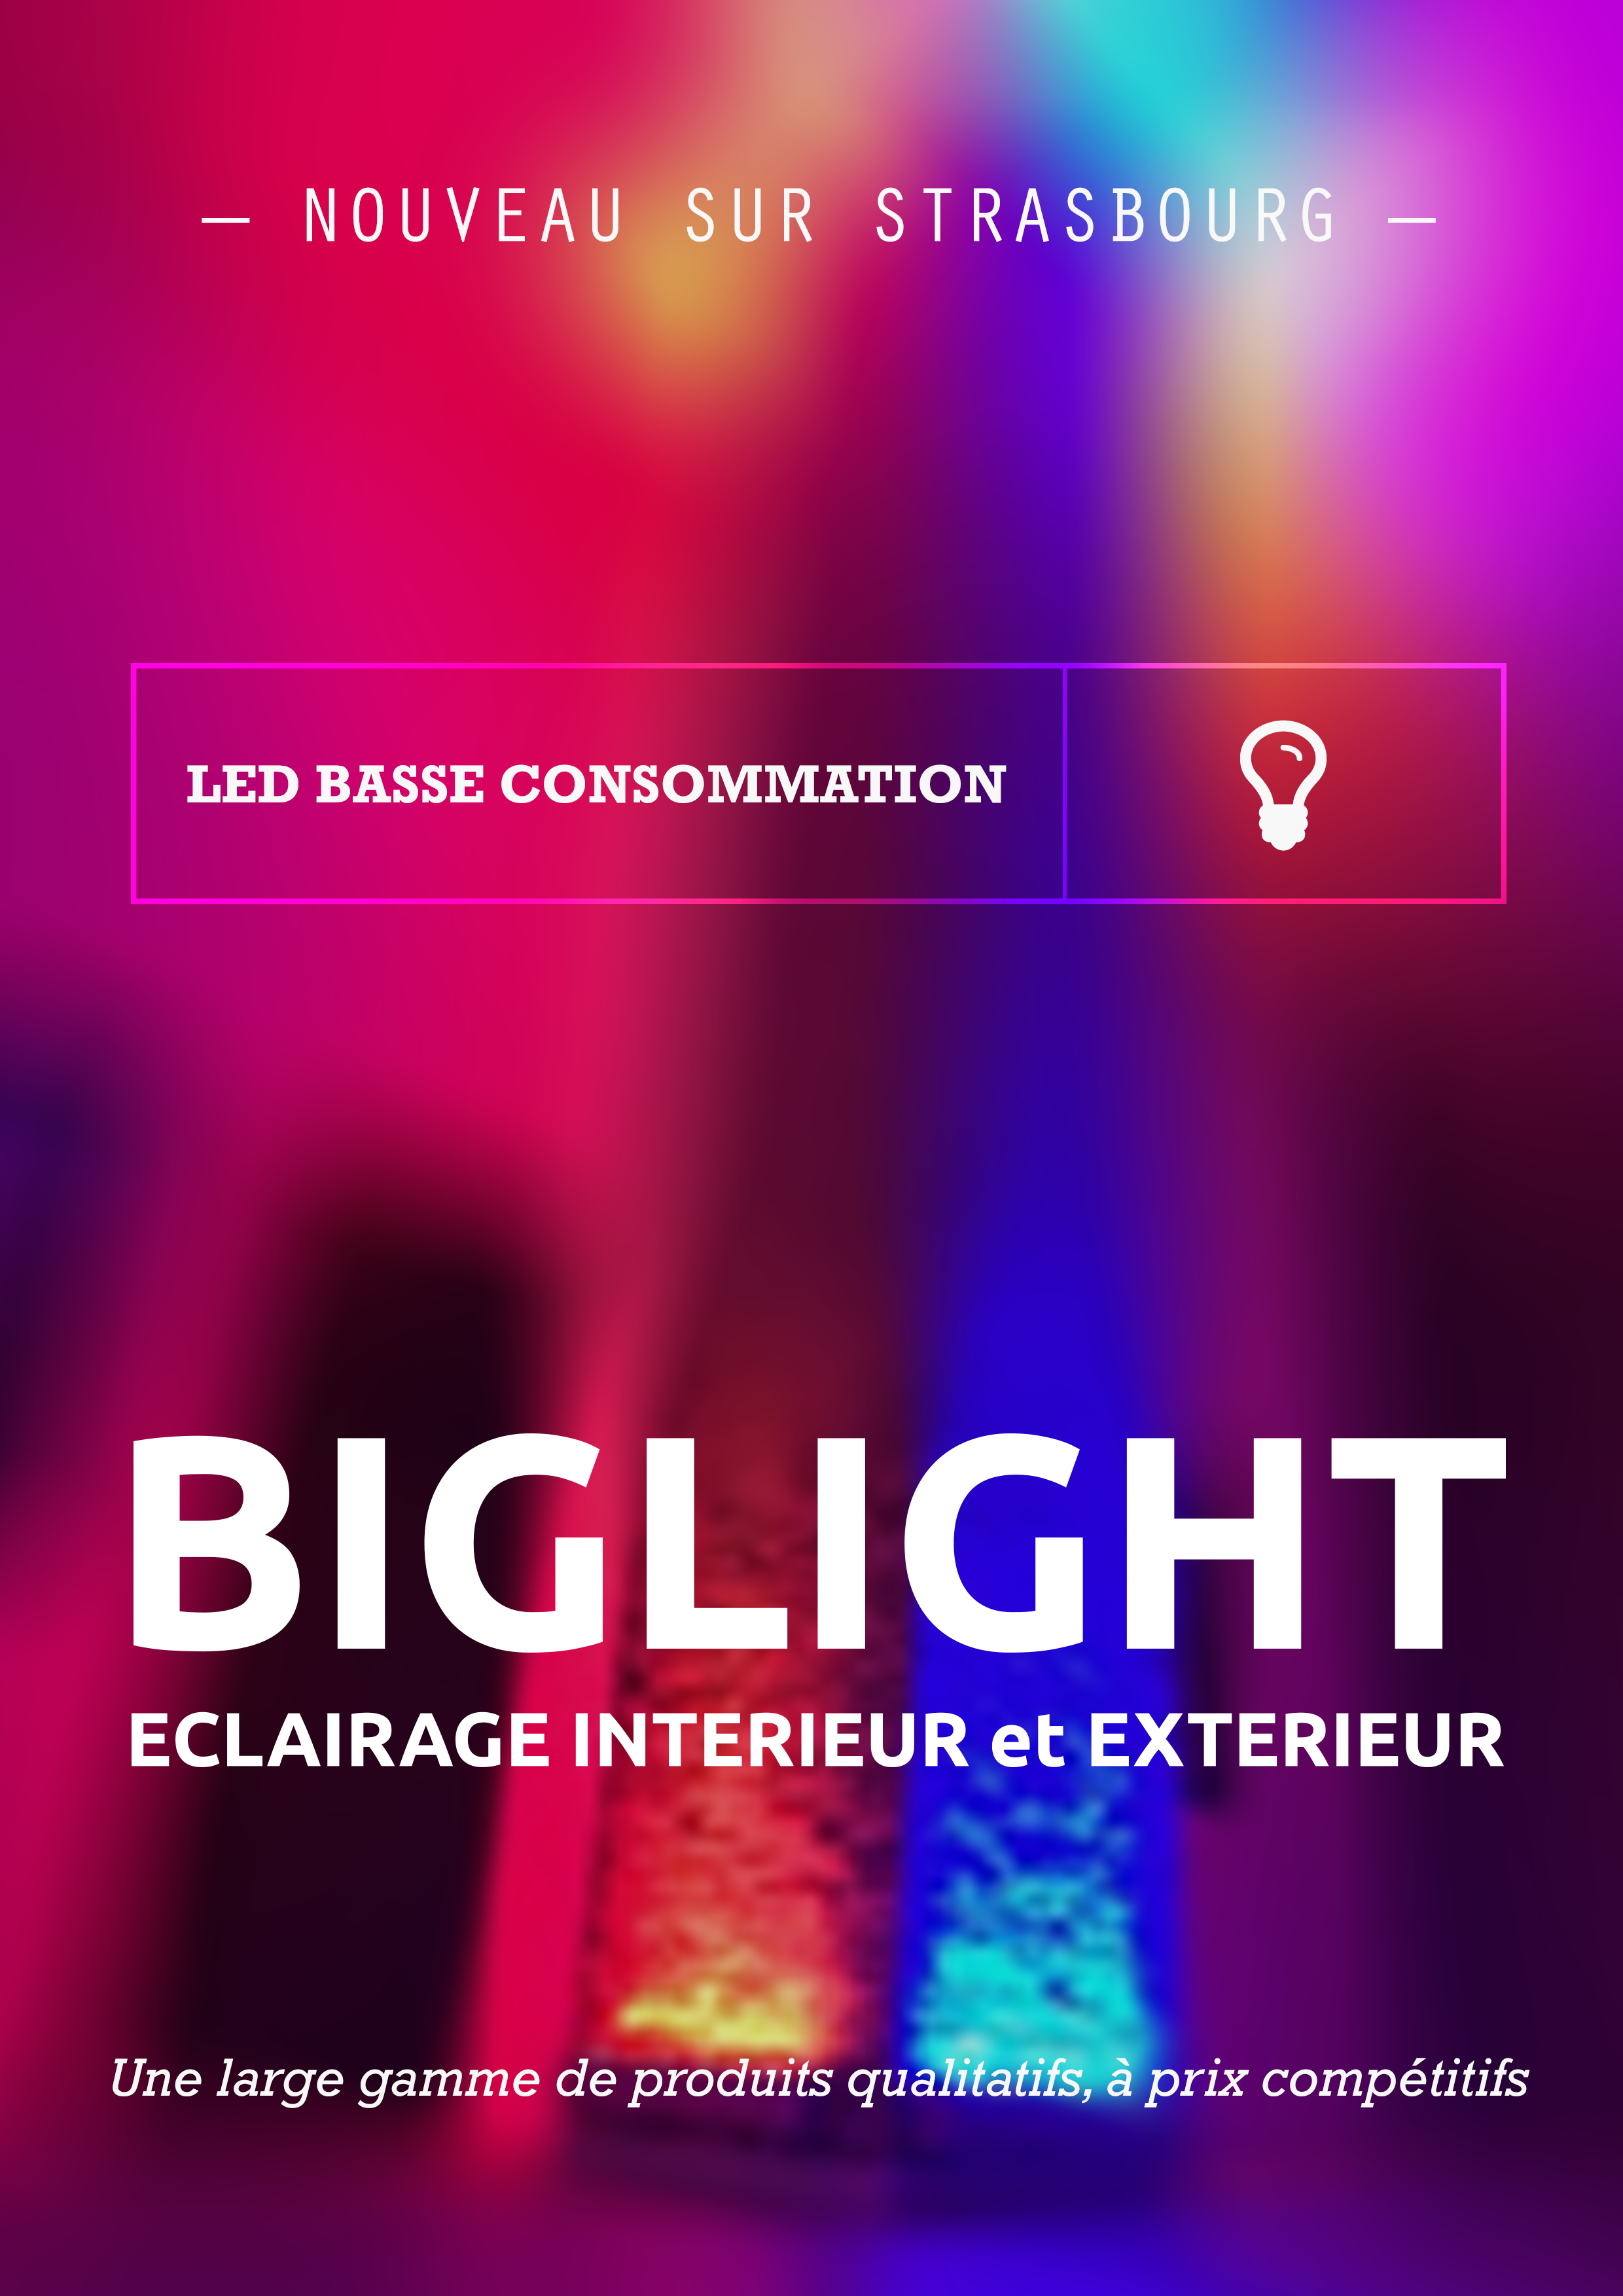 — NOUVEAU SUR STRASBOURG —
LED BASSE CONSOMMATION
BIGLIGHT
ECLAIRAGE INTERIEUR et EXTERIEUR
Une large gamme de produits qualitatifs, à prix compétitifs